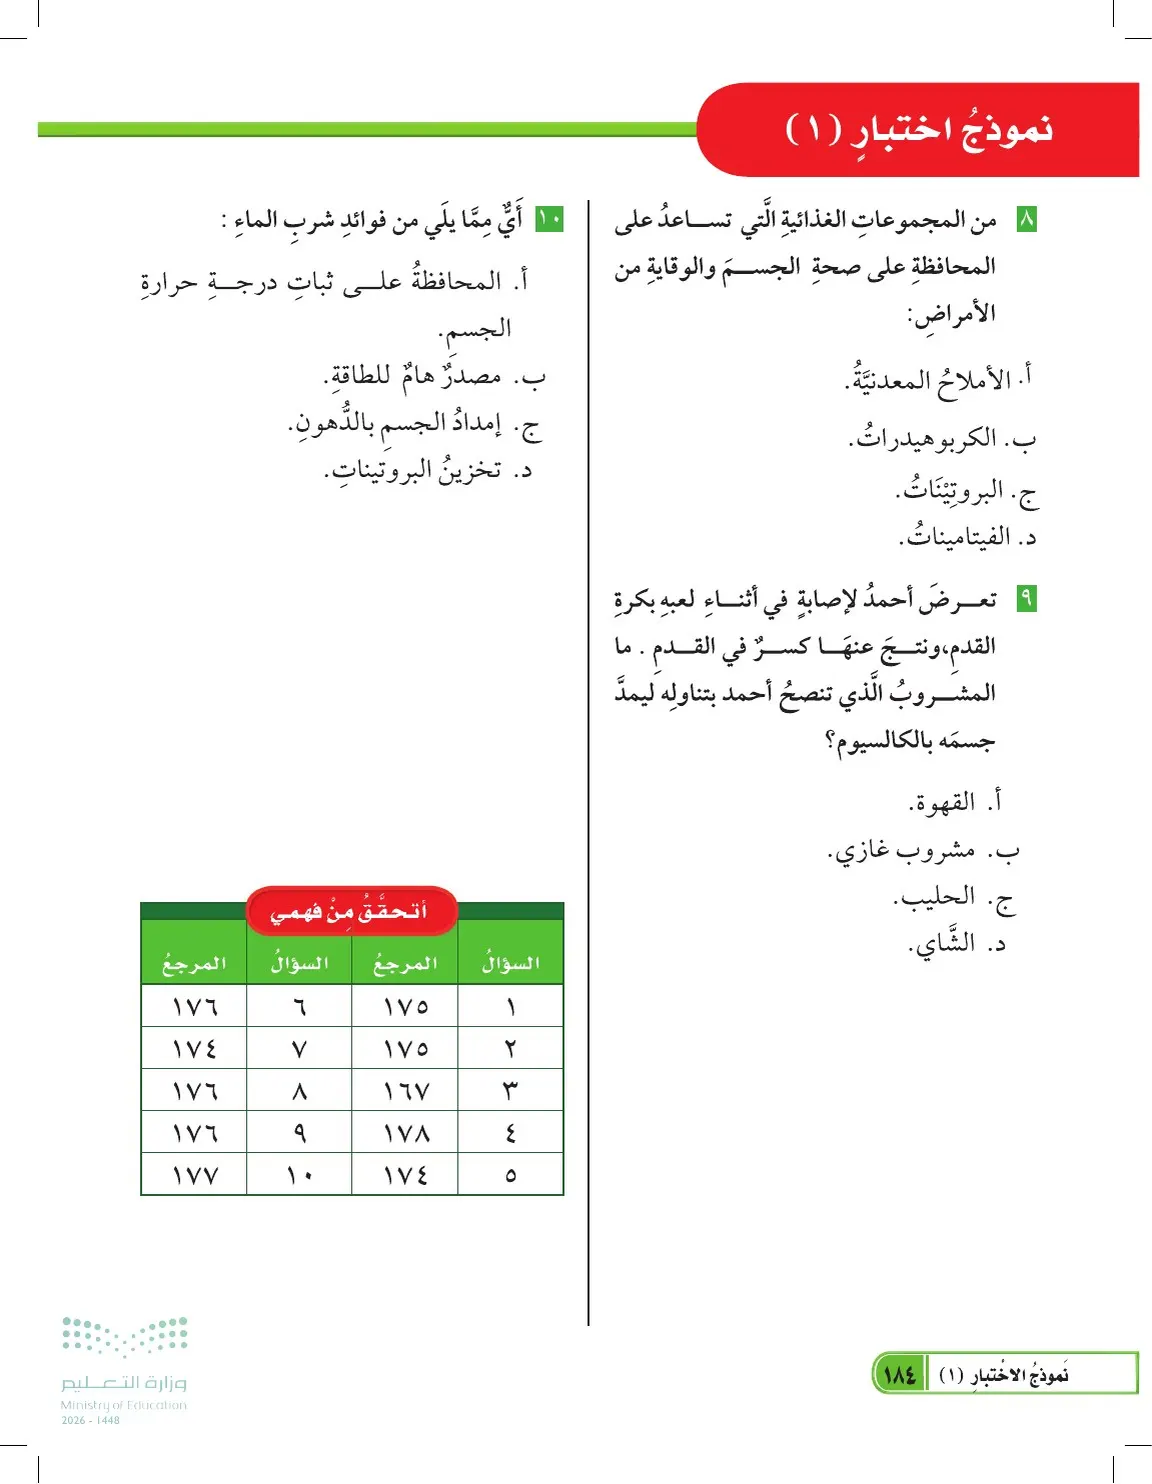 نموذجُ اختبارٍ (١)
٨ من المجموعاتِ الغذائيةِ الَّتي تساعدُ على
المحافظةِ على صحةِ الجسمَ والوقايةِ من
الأمراضِ:
أ. الأملاحُ المعدنيَّةُ.
ب. الكربوهيدراتُ.
ج. البروتِيْنَاتُ.
د. الفيتاميناتُ.
٩ تعرضَ أحمدُ لإصابةٍ في أثناءِ لعبهِ بكرةِ
القدمِ،ونتجَ عنهَا كسرٌ في القدمِ . ما
المشروبُ الَّذي تنصحُ أحمد بتناولِه ليمدَّ
جسمَه بالكالسيوم؟
أ. القهوة.
ب. مشروب غازي.
ج. الحليب.
د. الشَّاي.
١٠ أَيٌّ مِمَّا يلَي من فوائدِ شربِ الماءِ :
أ. المحافظةُ على ثباتِ درجةِ حرارةِ
الجسمِ.
ب. مصدرٌ هامٌ للطاقةِ.
ج. إمدادُ الجسمِ بالدُّهونِ.
د. تخزينُ البروتيناتِ.
أتحقَّقُ مِنْ فهمي
السؤالُ المرجعُ السؤالُ المرجعُ
١ ١٧٥ ٦ ١٧٦
٢ ١٧٥ ٧ ١٧٤
٣ ١٦٧ ٨ ١٧٦
٤ ١٧٨ ٩ ١٧٦
٥ ١٧٤ ١٠ ١٧٧
نَموذجُ الاخْتبارِ (١) ١٨٤
وزارة التعليم
Ministry of Education
2026 - 1448